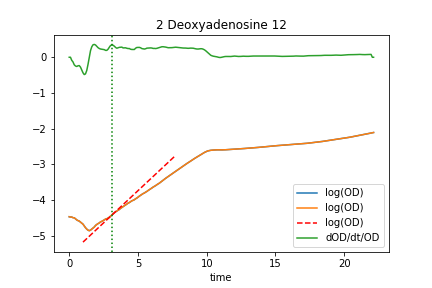 2 Deoxyadenosine 12
0
−1
−2
−3
−4
−5
0 5 10 15 20
time
log(OD)
log(OD)
log(OD)
dOD/dt/OD